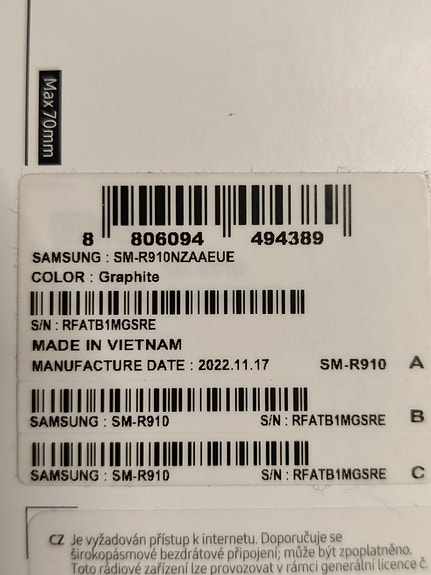 Max 70mm
8 806094 494389
SAMSUNG : SM-R910NZAAEUE
COLOR : Graphite
S/N : RFATB1MGSRE
MADE IN VIETNAM
MANUFACTURE DATE : 2022.11.17 SM-R910 A
SAMSUNG : SM-R910 S/N : RFATB1MGSRE B
SAMSUNG : SM-R910 S/N : RFATB1MGSRE C
CZ Je vyžadován přístup k internetu. Doporučuje se
širokopásmové bezdrátové připojení; může být zpoplatněno.
Toto rádiové zařízení lze provozovat v rámci generální licence č.